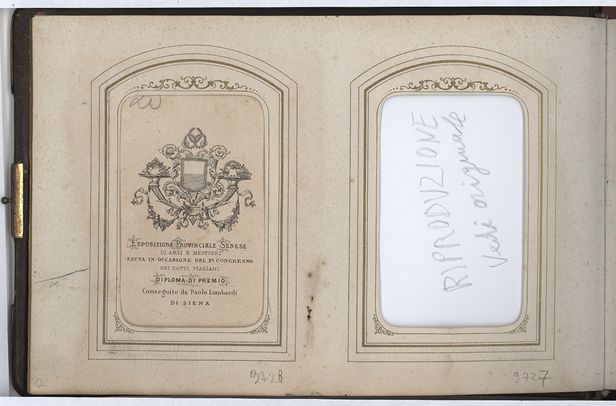 ESPOSIZIONE PROVINCIALE SENESE
DI ARTI E MESTIERI
FATTA IN OCCASIONE DEL X° CONGRESSO
DEI DOTTI ITALIANI
DIPLOMA DI PREMIO
Conseguito da Paolo Lombardi
DI SIENA
9728
RIPRODUZIONE
Vedi originale
9727